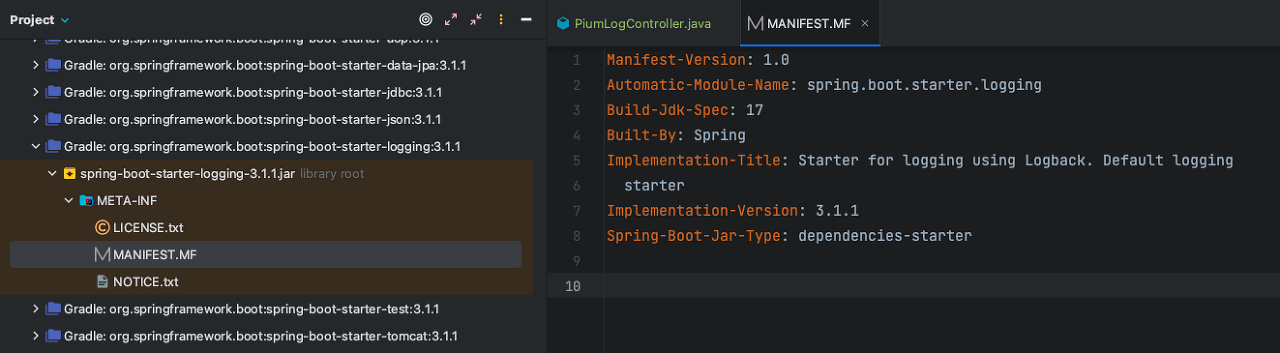 Project
Gradle: org.springframework.boot:spring-boot-starter-aop:3.1.1
Gradle: org.springframework.boot:spring-boot-starter-data-jpa:3.1.1
Gradle: org.springframework.boot:spring-boot-starter-jdbc:3.1.1
Gradle: org.springframework.boot:spring-boot-starter-json:3.1.1
Gradle: org.springframework.boot:spring-boot-starter-logging:3.1.1
spring-boot-starter-logging-3.1.1.jar library root
META-INF
LICENSE.txt
MANIFEST.MF
NOTICE.txt
Gradle: org.springframework.boot:spring-boot-starter-test:3.1.1
Gradle: org.springframework.boot:spring-boot-starter-tomcat:3.1.1
PiumLogController.java MANIFEST.MF
1 Manifest-Version: 1.0
2 Automatic-Module-Name: spring.boot.starter.logging
3 Build-Jdk-Spec: 17
4 Built-By: Spring
5 Implementation-Title: Starter for logging using Logback. Default logging
6 starter
7 Implementation-Version: 3.1.1
8 Spring-Boot-Jar-Type: dependencies-starter
9
10